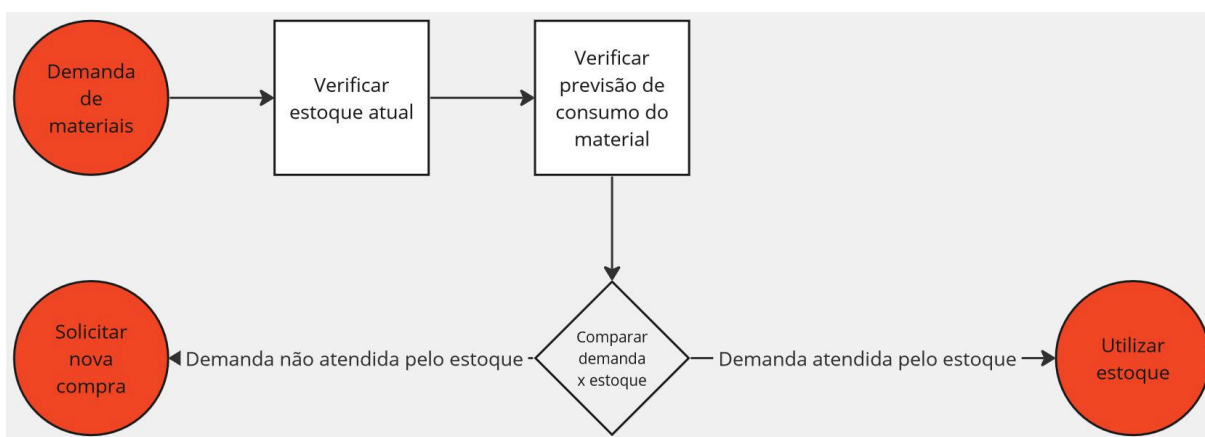 Demanda
de
materiais
Verificar
estoque atual
Verificar
previsão de
consumo do
material
Solicitar
nova
compra
Demanda não atendida pelo estoque
Comparar
demanda
x estoque
Demanda atendida pelo estoque
Utilizar
estoque